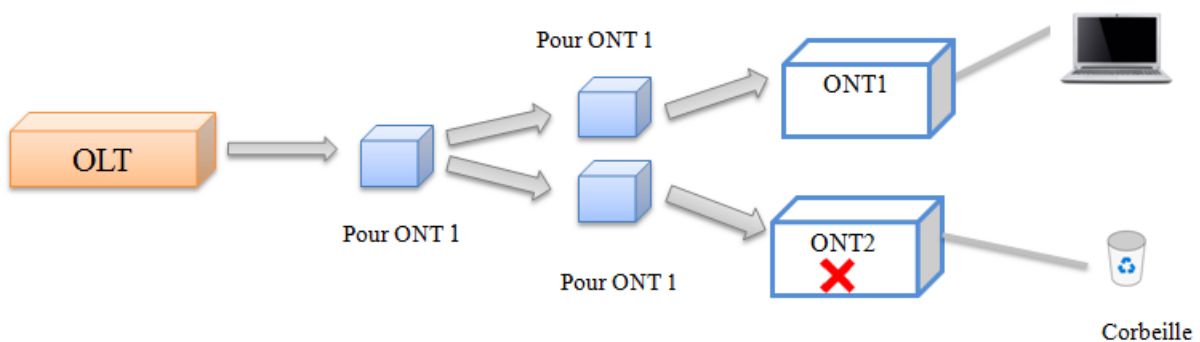 Pour ONT 1
ONT1
OLT
Pour ONT 1
ONT2
Pour ONT 1
Corbeille